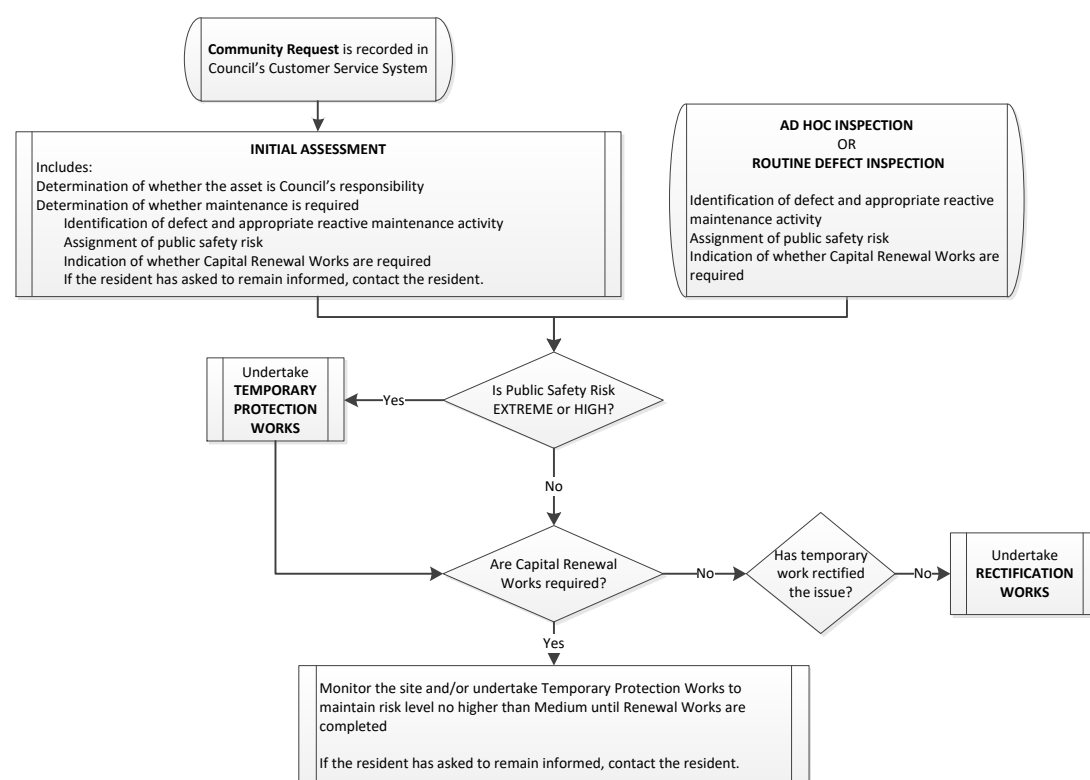 Community Request is recorded in
Council's Customer Service System
INITIAL ASSESSMENT
Includes:
Determination of whether the asset is Council's responsibility
Determination of whether maintenance is required
Identification of defect and appropriate reactive maintenance activity
Assignment of public safety risk
Indication of whether Capital Renewal Works are required
If the resident has asked to remain informed, contact the resident.
AD HOC INSPECTION
OR
ROUTINE DEFECT INSPECTION
Identification of defect and appropriate reactive
maintenance activity
Assignment of public safety risk
Indication of whether Capital Renewal Works are
required
Is Public Safety Risk
EXTREME or HIGH?
Yes
Undertake
TEMPORARY
PROTECTION
WORKS
No
Are Capital Renewal
Works required?
No
Has temporary
work rectified
the issue?
No
Undertake
RECTIFICATION
WORKS
Yes
Monitor the site and/or undertake Temporary Protection Works to
maintain risk level no higher than Medium until Renewal Works are
completed
If the resident has asked to remain informed, contact the resident.